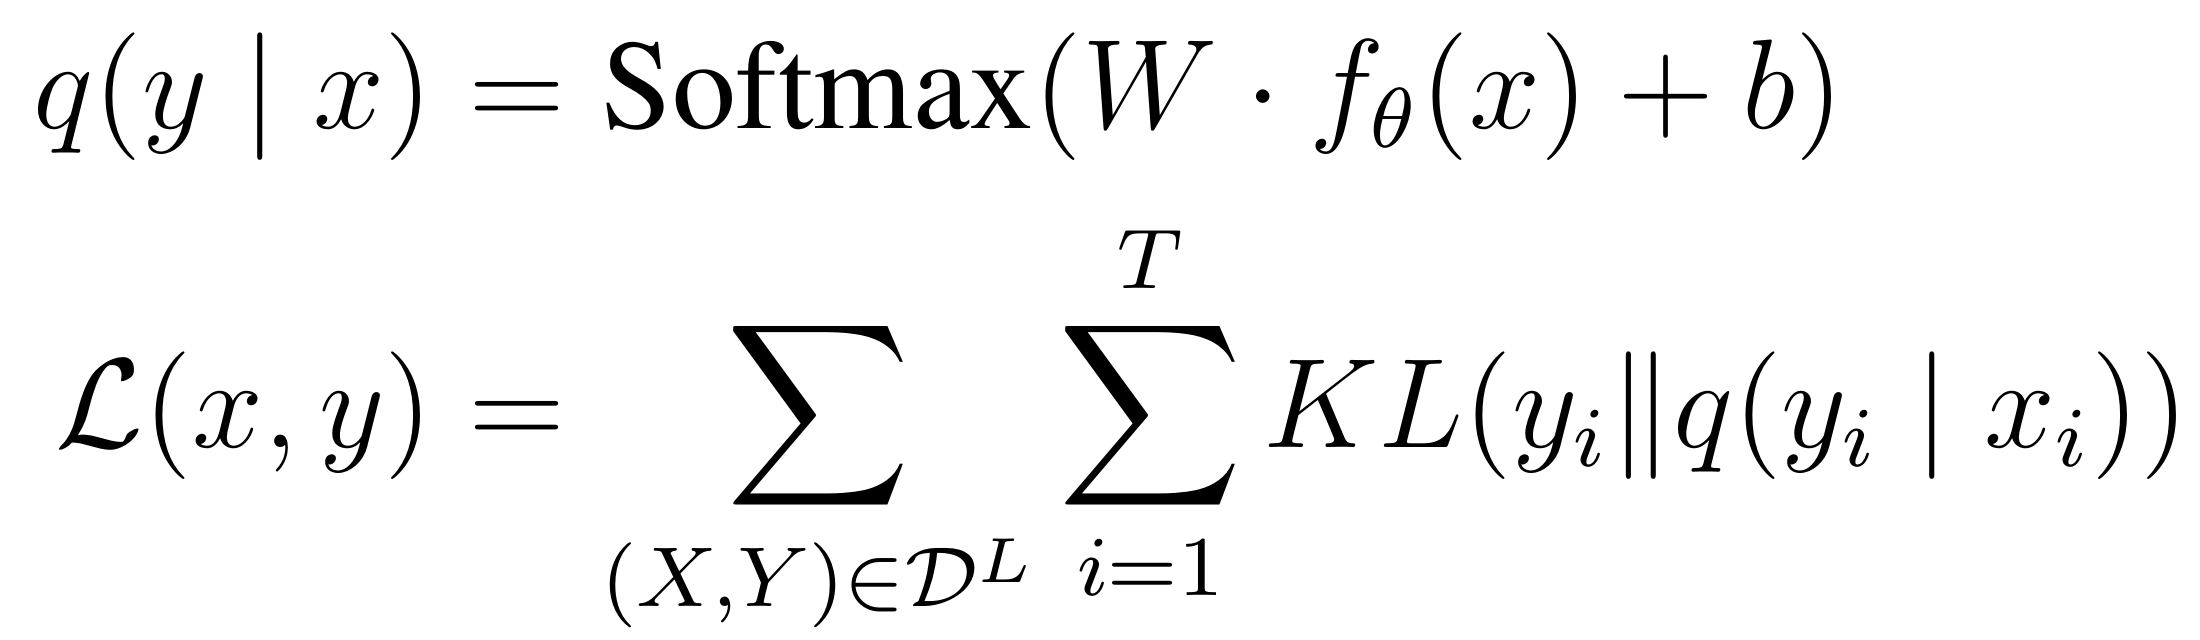 q(y | x) = Softmax(W · f_θ(x) + b)
ℒ(x, y) = ∑_{(X,Y)∈𝒟^L} ∑_{i=1}^{T} KL(y_i‖q(y_i | x_i))